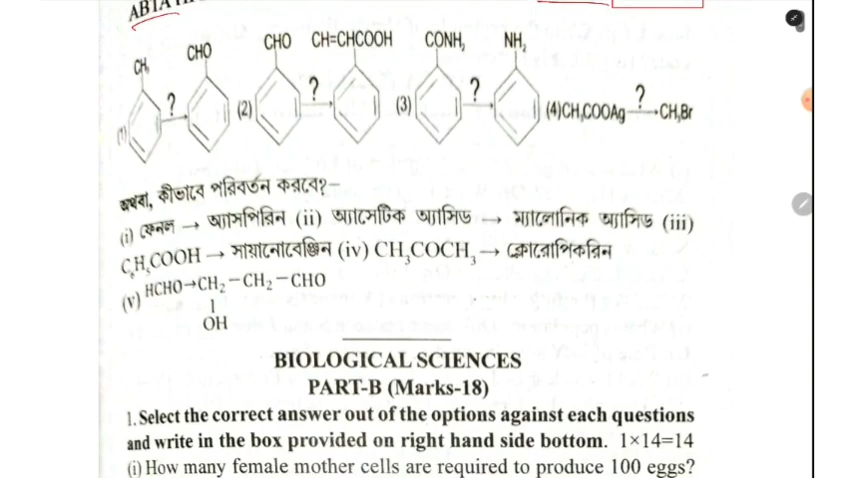 ABTA
CHO CH=CHCOOH CONH₂ NH₂
CH₃ CHO
? ? ? ?
(1) (2) (3) (4)CH₃COOAg → CH₃Br
অথবা, কীভাবে পরিবর্তন করবে?–
(i) ফেনল → অ্যাসপিরিন (ii) অ্যাসেটিক অ্যাসিড → ম্যালোনিক অ্যাসিড (iii)
C₆H₅COOH → সায়ানোবেঞ্জিন (iv) CH₃COCH₃ → ক্লোরোপিকরিন
(v) HCHO→CH₂–CH₂–CHO
OH
BIOLOGICAL SCIENCES
PART-B (Marks-18)
1. Select the correct answer out of the options against each questions
and write in the box provided on right hand side bottom. 1×14=14
(i) How many female mother cells are required to produce 100 eggs?